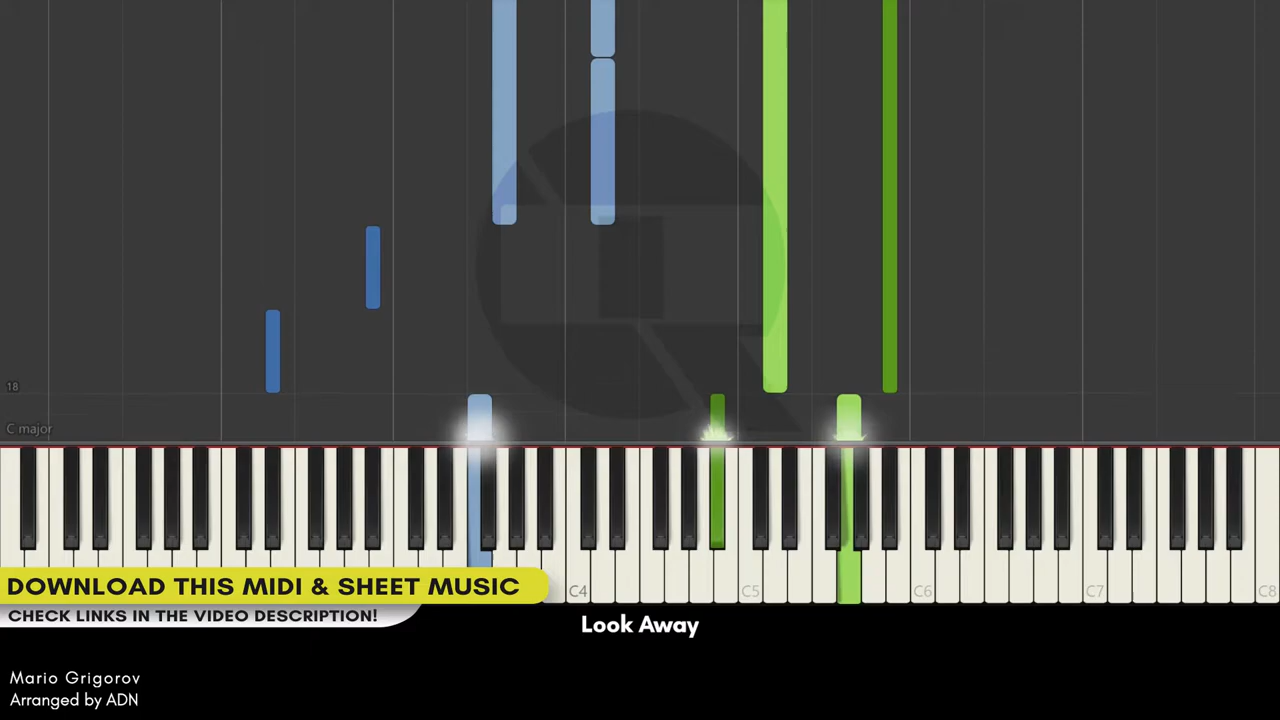 18
C major
C4
C5
C6
C7
C8
DOWNLOAD THIS MIDI & SHEET MUSIC
CHECK LINKS IN THE VIDEO DESCRIPTION!
Look Away
Mario Grigorov
Arranged by ADN